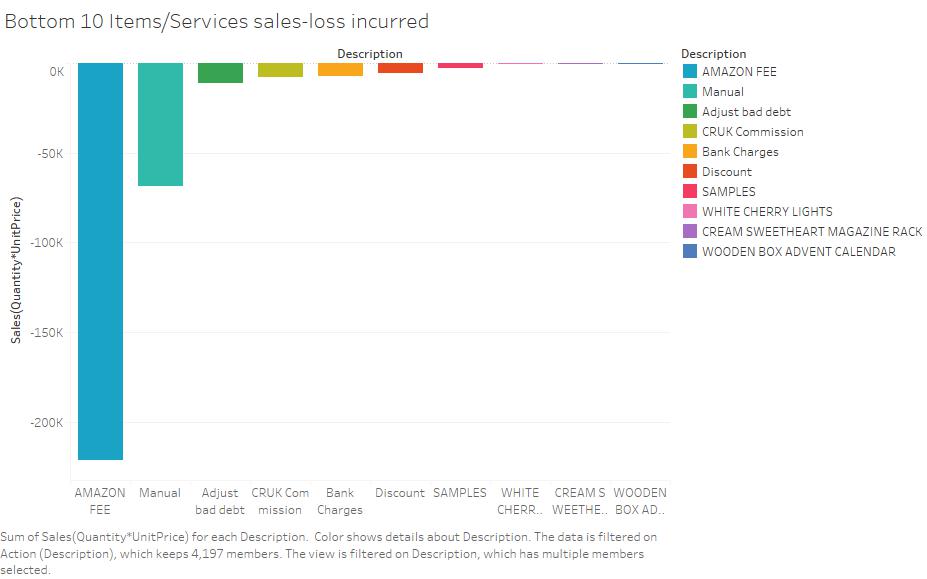 Bottom 10 Items/Services sales-loss incurred
Description
0K
-50K
-100K
-150K
-200K
Sales(Quantity*UnitPrice)
AMAZON FEE
Manual
Adjust bad debt
CRUK Com mission
Bank Charges
Discount
SAMPLES
WHITE CHERR..
CREAM S WEETHE..
WOODEN BOX AD..
Description
AMAZON FEE
Manual
Adjust bad debt
CRUK Commission
Bank Charges
Discount
SAMPLES
WHITE CHERRY LIGHTS
CREAM SWEETHEART MAGAZINE RACK
WOODEN BOX ADVENT CALENDAR
Sum of Sales(Quantity*UnitPrice) for each Description.  Color shows details about Description. The data is filtered on
Action (Description), which keeps 4,197 members. The view is filtered on Description, which has multiple members
selected.